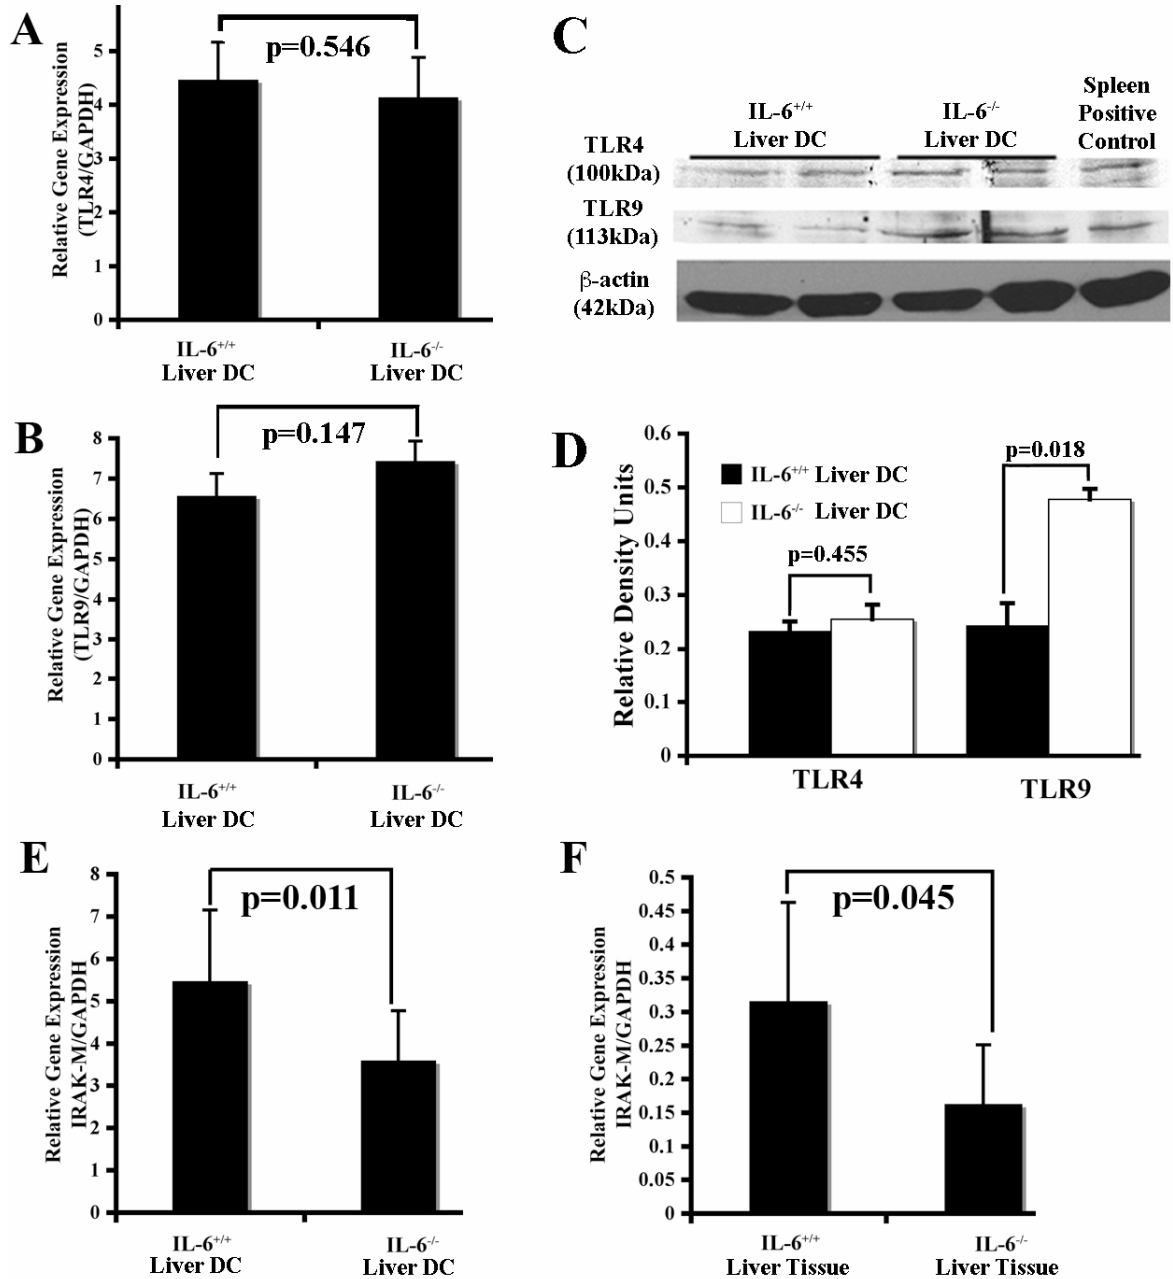 A
Relative Gene Expression
(TLR4/GAPDH)
5
4
3
2
1
0
p=0.546
IL-6+/+
Liver DC
IL-6-/-
Liver DC
B
Relative Gene Expression
(TLR9/GAPDH)
8
7
6
5
4
3
2
1
0
p=0.147
IL-6+/+
Liver DC
IL-6-/-
Liver DC
C
IL-6+/+
Liver DC
IL-6-/-
Liver DC
Spleen
Positive
Control
TLR4
(100kDa)
TLR9
(113kDa)
β-actin
(42kDa)
D
Relative Density Units
0.6
0.5
0.4
0.3
0.2
0.1
0
IL-6+/+ Liver DC
IL-6-/- Liver DC
p=0.455
p=0.018
TLR4
TLR9
E
Relative Gene Expression
IRAK-M/GAPDH
8
7
6
5
4
3
2
1
0
p=0.011
IL-6+/+
Liver DC
IL-6-/-
Liver DC
F
Relative Gene Expression
IRAK-M/GAPDH
0.5
0.45
0.4
0.35
0.3
0.25
0.2
0.15
0.1
0.05
0
p=0.045
IL-6+/+
Liver Tissue
IL-6-/-
Liver Tissue